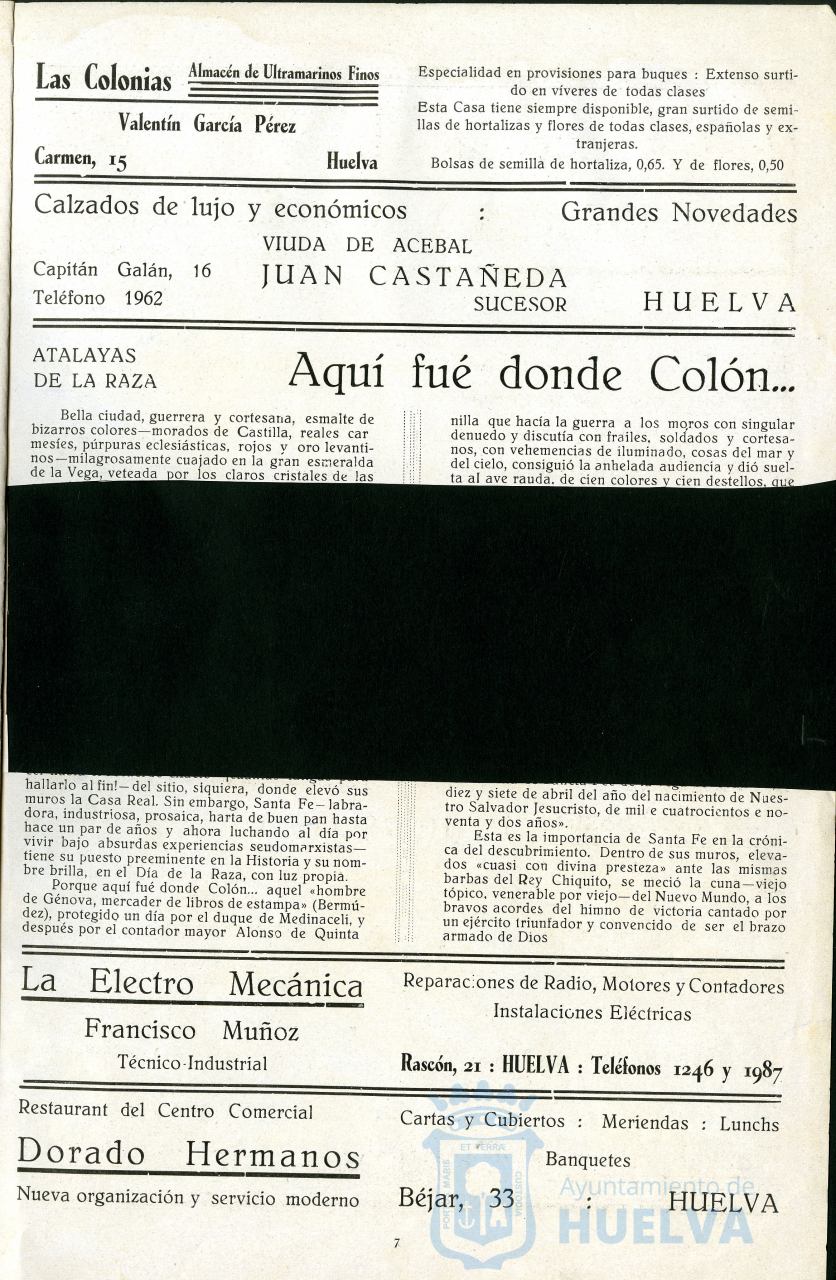 Las Colonias
Almacén de Ultramarinos Finos
Valentín García Pérez
Carmen, 15
Huelva
Especialidad en provisiones para buques : Extenso surti-
do en víveres de todas clases
Esta Casa tiene siempre disponible, gran surtido de semi-
llas de hortalizas y flores de todas clases, españolas y ex-
tranjeras.
Bolsas de semilla de hortaliza, 0,65. Y de flores, 0,50
Calzados de lujo y económicos : Grandes Novedades
VIUDA DE ACEBAL
Capitán Galán, 16
JUAN CASTAÑEDA
Teléfono 1962
SUCESOR
HUELVA
ATALAYAS
DE LA RAZA
Aquí fué donde Colón...
Bella ciudad, guerrera y cortesana, esmalte de
bizarros colores—morados de Castilla, reales car
mesíes, púrpuras eclesiásticas, rojos y oro levanti-
nos—milagrosamente cuajado en la gran esmeralda
de la Vega, veteada por los claros cristales de las
hallarlo al fin!—del sitio, siquiera, donde elevó sus
muros la Casa Real. Sin embargo, Santa Fe—labra-
dora, industriosa, prosaica, harta de buen pan hasta
hace un par de años y ahora luchando al día por
vivir bajo absurdas experiencias seudomarxistas—
tiene su puesto preeminente en la Historia y su nom-
bre brilla, en el Día de la Raza, con luz propia.
Porque aquí fué donde Colón... aquel «hombre
de Génova, mercader de libros de estampa» (Bermú-
dez), protegido un día por el duque de Medinaceli, y
después por el contador mayor Alonso de Quinta
nilla que hacía la guerra a los moros con singular
denuedo y discutía con frailes, soldados y cortesa-
nos, con vehemencias de iluminado, cosas del mar y
del cielo, consiguió la anhelada audiencia y dió suel-
ta al ave rauda, de cien colores y cien destellos, que
diez y siete de abril del año del nacimiento de Nues-
tro Salvador Jesucristo, de mil e cuatrocientos e no-
venta y dos años».
Esta es la importancia de Santa Fe en la cróni-
ca del descubrimiento. Dentro de sus muros, eleva-
dos «cuasi con divina presteza» ante las mismas
barbas del Rey Chiquito, se meció la cuna—viejo
tópico, venerable por viejo—del Nuevo Mundo, a los
bravos acordes del himno de victoria cantado por
un ejército triunfador y convencido de ser el brazo
armado de Dios
La Electro Mecánica
Francisco Muñoz
Técnico-Industrial
Reparaciones de Radio, Motores y Contadores
Instalaciones Eléctricas
Rascón, 21 : HUELVA : Teléfonos 1246 y 1987
Restaurant del Centro Comercial
Dorado Hermanos
Nueva organización y servicio moderno
Cartas y Cubiertos : Meriendas : Lunchs
Banquetes
Béjar, 33 : HUELVA
7
PORTUS MARIS
ET TERRÆ
CUSTODIA
Ayuntamiento de
HUELVA